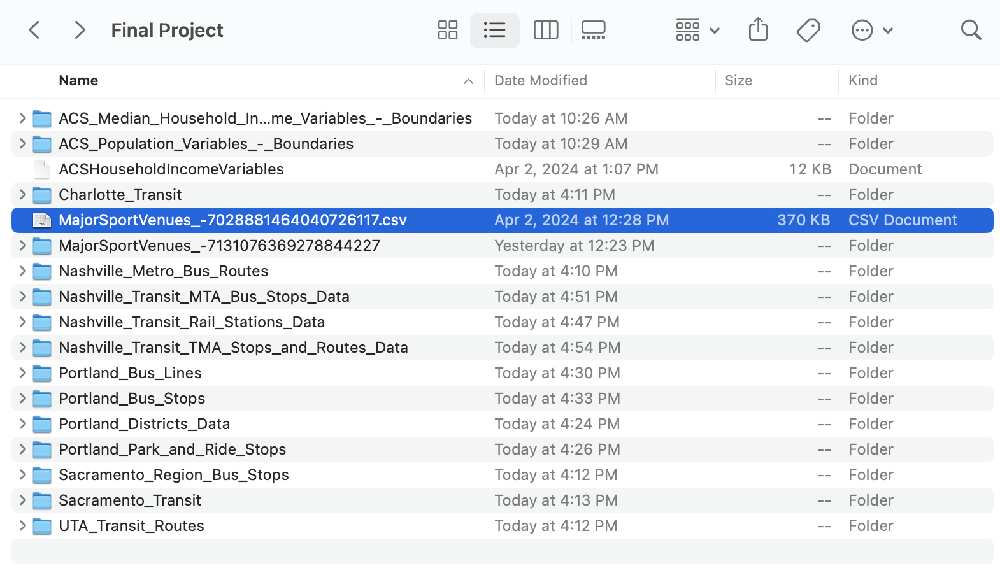 Final Project
Name Date Modified Size Kind
ACS_Median_Household_In...me_Variables_-_Boundaries Today at 10:26 AM -- Folder
ACS_Population_Variables_-_Boundaries Today at 10:29 AM -- Folder
ACSHouseholdIncomeVariables Apr 2, 2024 at 1:07 PM 12 KB Document
Charlotte_Transit Today at 4:11 PM -- Folder
MajorSportVenues_-7028881464040726117.csv Apr 2, 2024 at 12:28 PM 370 KB CSV Document
MajorSportVenues_-7131076369278844227 Yesterday at 12:23 PM -- Folder
Nashville_Metro_Bus_Routes Today at 4:10 PM -- Folder
Nashville_Transit_MTA_Bus_Stops_Data Today at 4:51 PM -- Folder
Nashville_Transit_Rail_Stations_Data Today at 4:47 PM -- Folder
Nashville_Transit_TMA_Stops_and_Routes_Data Today at 4:54 PM -- Folder
Portland_Bus_Lines Today at 4:30 PM -- Folder
Portland_Bus_Stops Today at 4:33 PM -- Folder
Portland_Districts_Data Today at 4:24 PM -- Folder
Portland_Park_and_Ride_Stops Today at 4:26 PM -- Folder
Sacramento_Region_Bus_Stops Today at 4:12 PM -- Folder
Sacramento_Transit Today at 4:13 PM -- Folder
UTA_Transit_Routes Today at 4:12 PM -- Folder